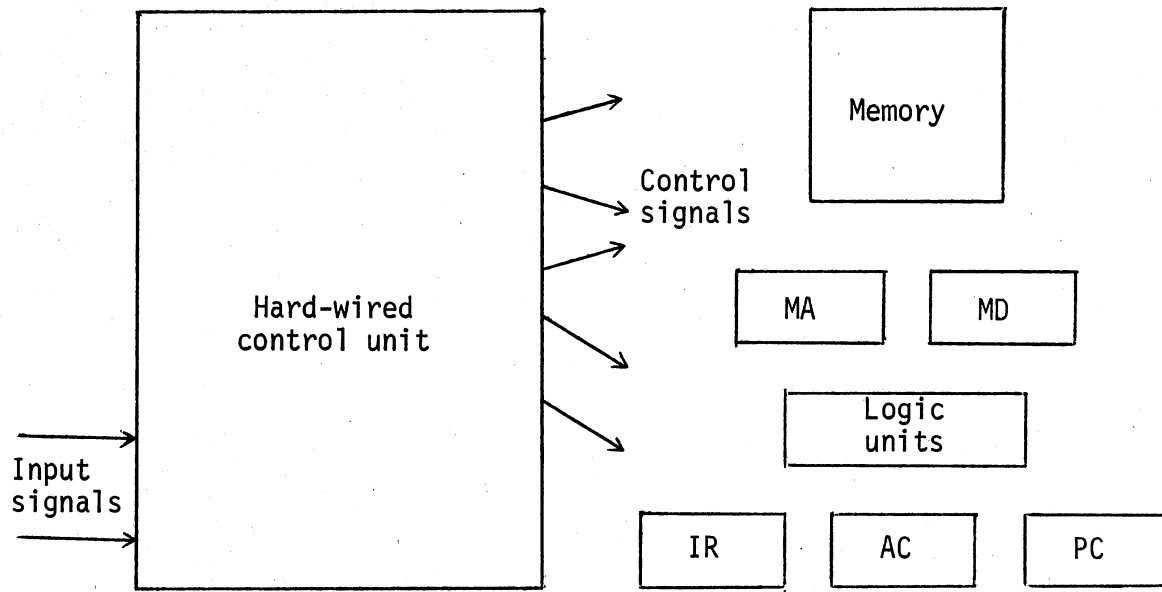 Memory
Control
signals
Hard-wired
control unit
MA
MD
Logic
units
Input
signals
IR
AC
PC